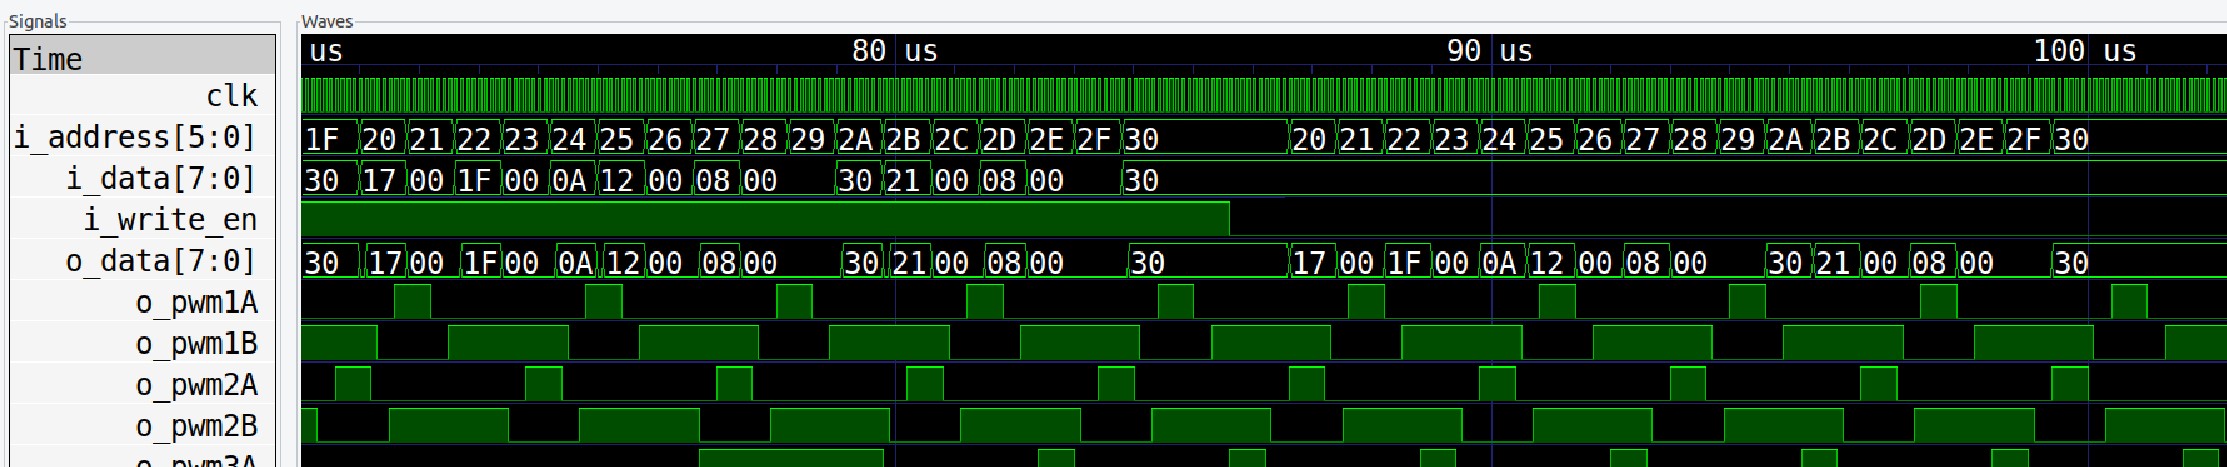 Signals Waves
Time us 80 us 90 us 100 us
clk
i_address[5:0] 1F 20 21 22 23 24 25 26 27 28 29 2A 2B 2C 2D 2E 2F 30 20 21 22 23 24 25 26 27 28 29 2A 2B 2C 2D 2E 2F 30
i_data[7:0] 30 17 00 1F 00 0A 12 00 08 00 30 21 00 08 00 30
i_write_en
o_data[7:0] 30 17 00 1F 00 0A 12 00 08 00 30 21 00 08 00 30 17 00 1F 00 0A 12 00 08 00 30 21 00 08 00 30
o_pwm1A
o_pwm1B
o_pwm2A
o_pwm2B
o_pwm3A